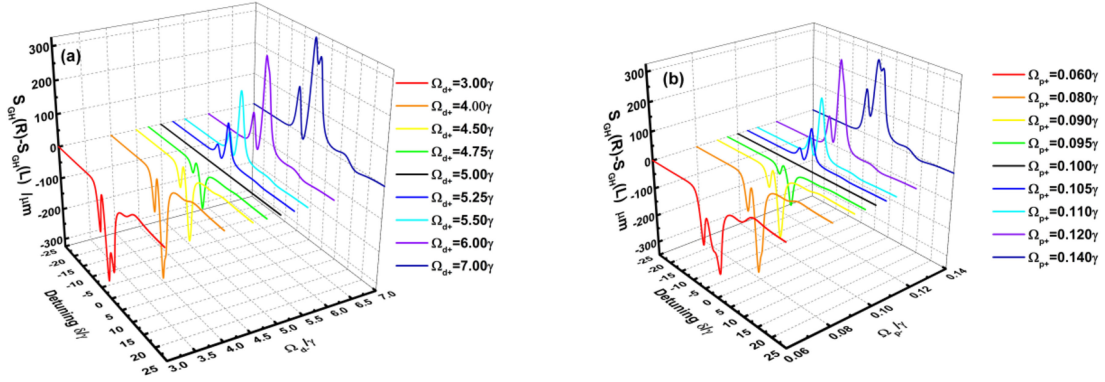 (a)
300
200
100
0
-100
-200
-300
S_GH(R)-S_GH(L) /μm
-25
-20
-15
-10
-5
0
5
10
15
20
25
Detuning δ/γ
3.0
3.5
4.0
4.5
5.0
5.5
6.0
6.5
7.0
Ω_d-/γ
Ω_d+=3.00γ
Ω_d+=4.00γ
Ω_d+=4.50γ
Ω_d+=4.75γ
Ω_d+=5.00γ
Ω_d+=5.25γ
Ω_d+=5.50γ
Ω_d+=6.00γ
Ω_d+=7.00γ
(b)
300
200
100
0
-100
-200
-300
S_GH(R)-S_GH(L) μm
-25
-20
-15
-10
-5
0
5
10
15
20
25
Detuning δ/γ
0.06
0.08
0.10
0.12
0.14
Ω_p-/γ
Ω_p+=0.060γ
Ω_p+=0.080γ
Ω_p+=0.090γ
Ω_p+=0.095γ
Ω_p+=0.100γ
Ω_p+=0.105γ
Ω_p+=0.110γ
Ω_p+=0.120γ
Ω_p+=0.140γ